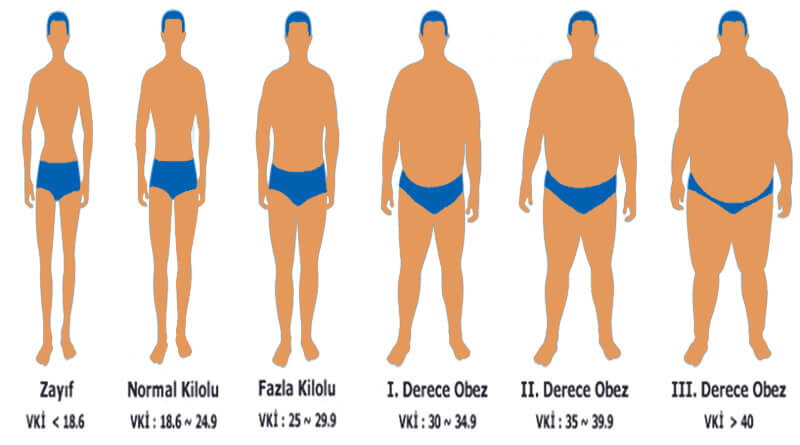 Zayıf
VKİ < 18.6
Normal Kilolu
VKİ : 18.6 ~ 24.9
Fazla Kilolu
VKİ : 25 ~ 29.9
I. Derece Obez
VKİ : 30 ~ 34.9
II. Derece Obez
VKİ : 35 ~ 39.9
III. Derece Obez
VKİ > 40